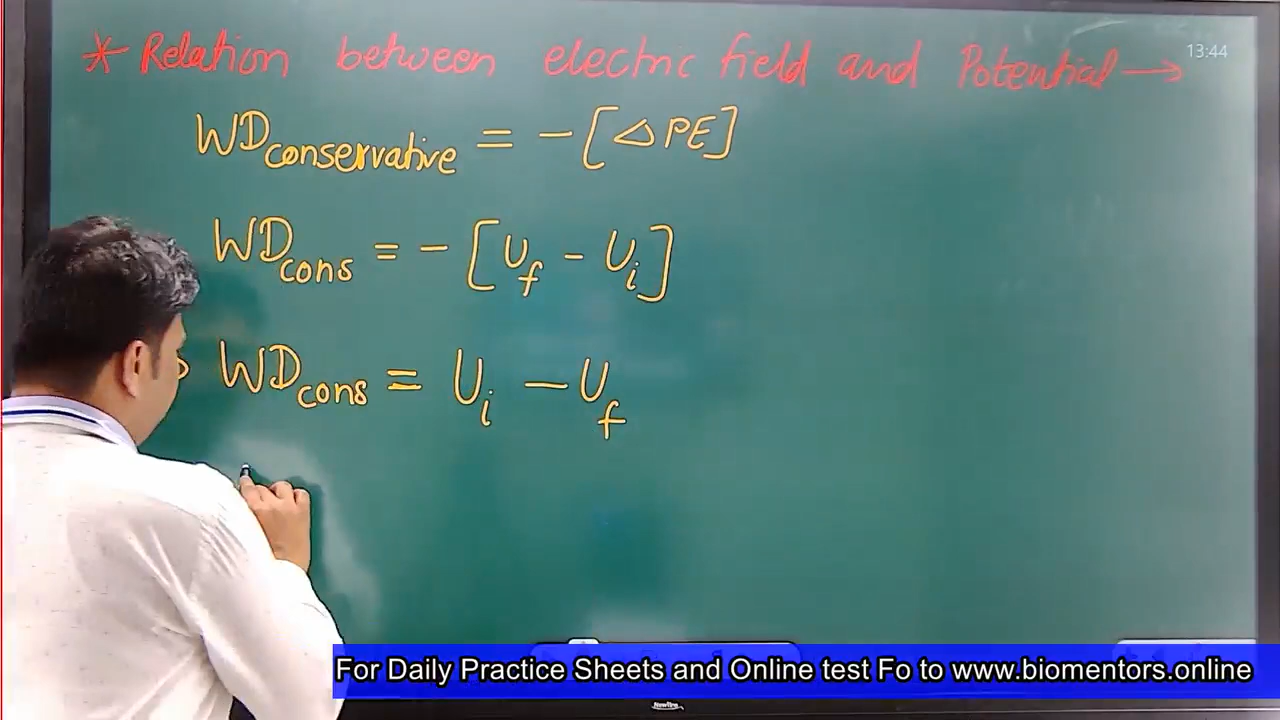 * Relation between electric field and Potential →
13:44
WDconservative = -[△PE]
WDcons = -[Uf - Ui]
WDcons = Ui - Uf
For Daily Practice Sheets and Online test Fo to www.biomentors.online
Newline